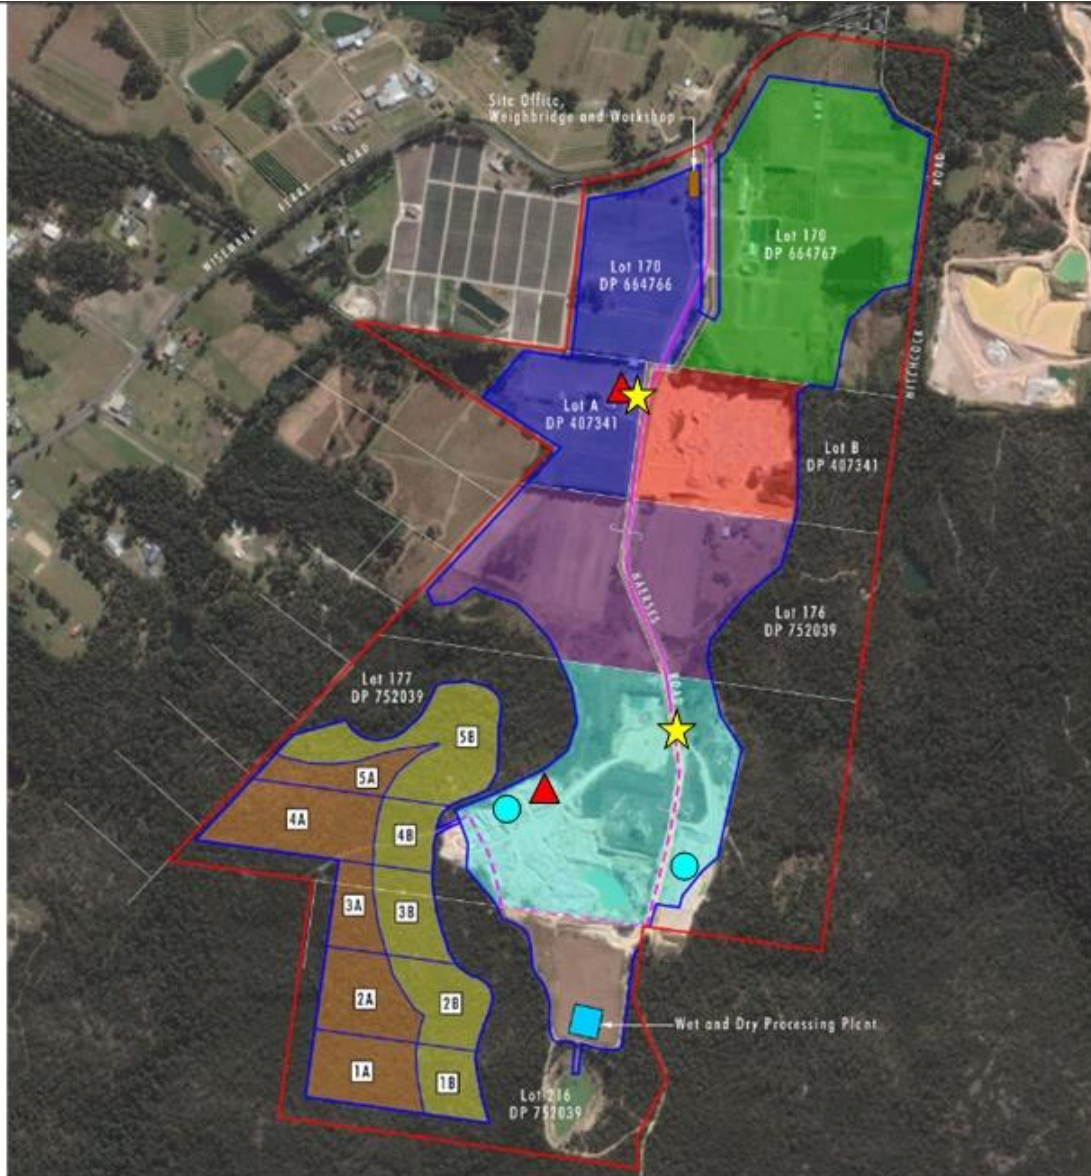 Site Office,
Weighbridge and Workshop
WISEMANS FERRY ROAD
Lot 170
DP 664766
Lot 170
DP 664767
HITCHCOCK ROAD
Lot A
DP 407341
Lot B
DP 407341
HAERSES ROAD
Lot 176
DP 752039
Lot 177
DP 752039
5B
5A
4A
4B
3A
3B
2A
2B
1A
1B
Wet and Dry Processing Plant
Lot 216
DP 752039